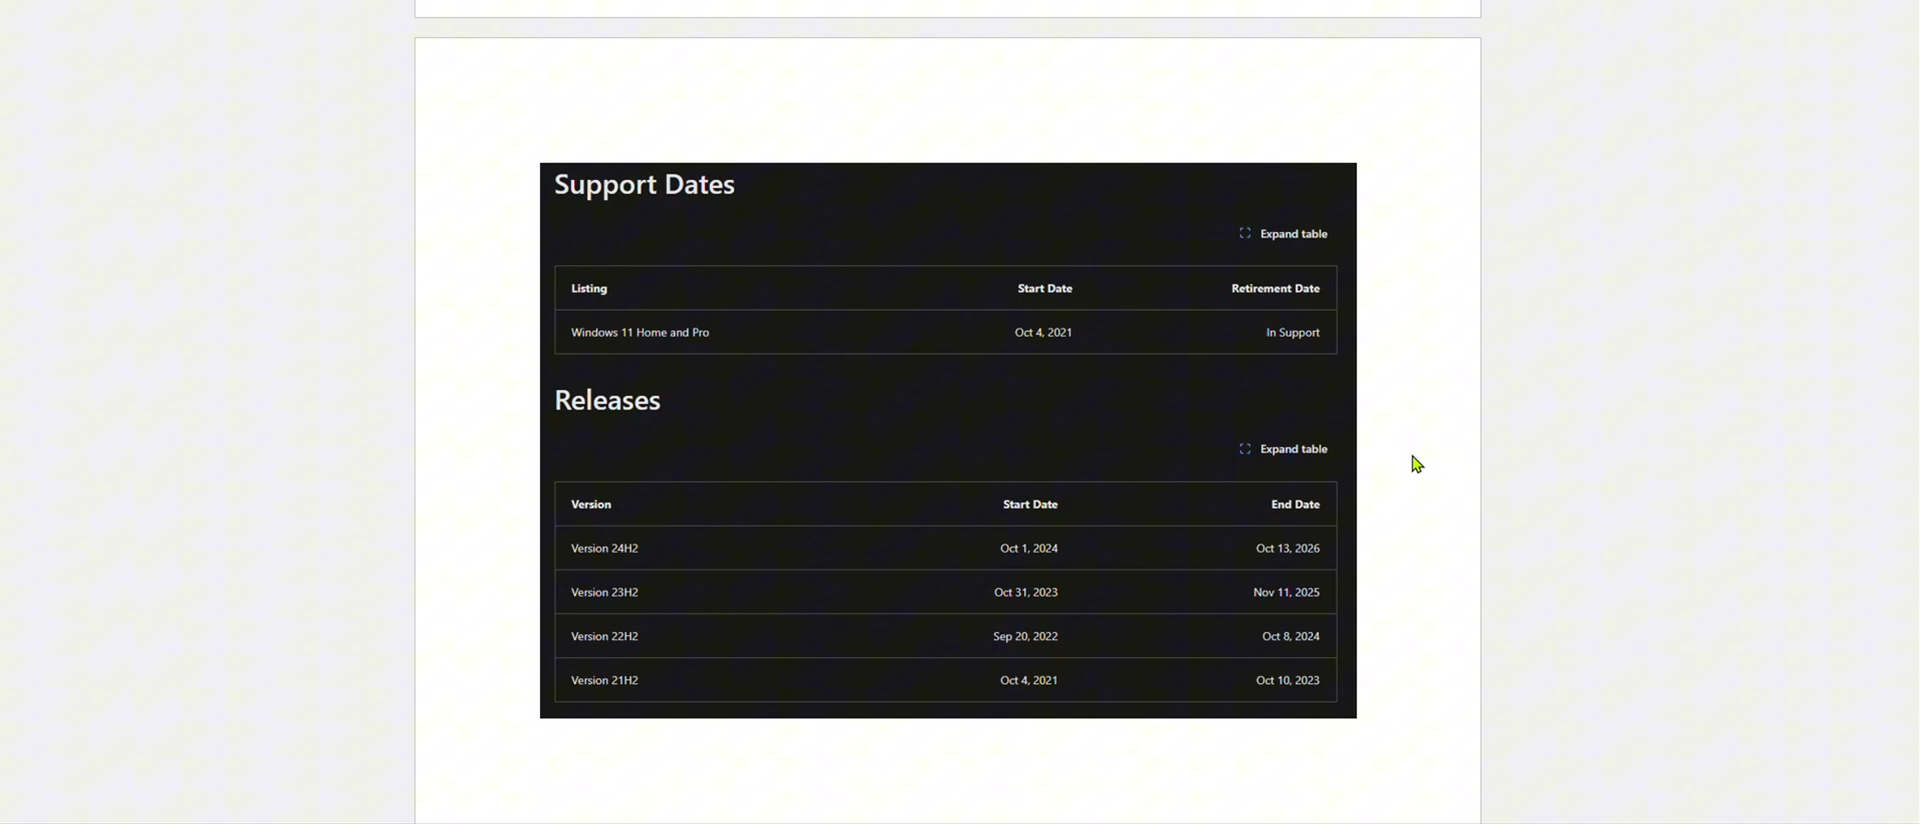 Support Dates
Expand table
Listing Start Date Retirement Date
Windows 11 Home and Pro Oct 4, 2021 In Support
Releases
Expand table
Version Start Date End Date
Version 24H2 Oct 1, 2024 Oct 13, 2026
Version 23H2 Oct 31, 2023 Nov 11, 2025
Version 22H2 Sep 20, 2022 Oct 8, 2024
Version 21H2 Oct 4, 2021 Oct 10, 2023